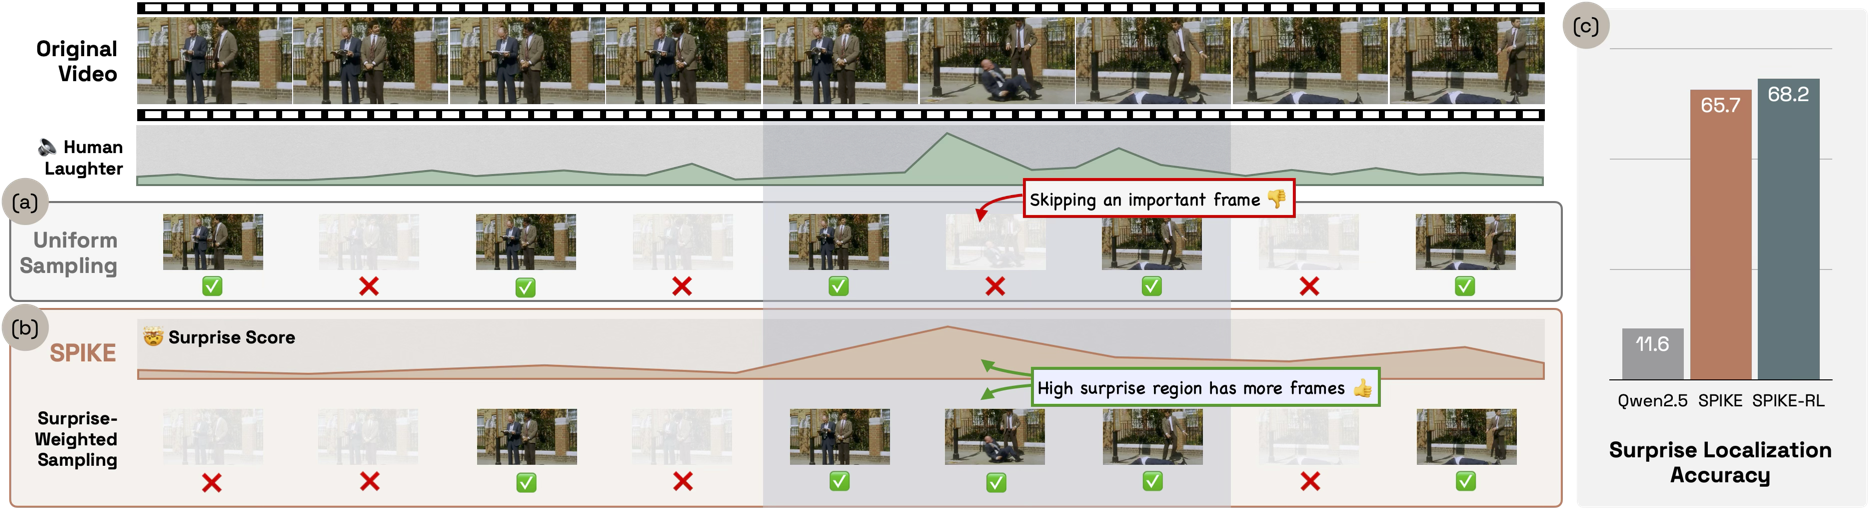 Original
Video
Human
Laughter
(a)
Uniform
Sampling
Skipping an important frame
(b)
SPIKE
Surprise Score
High surprise region has more frames
Surprise-
Weighted
Sampling
(c)
11.6
65.7
68.2
Qwen2.5 SPIKE SPIKE-RL
Surprise Localization
Accuracy